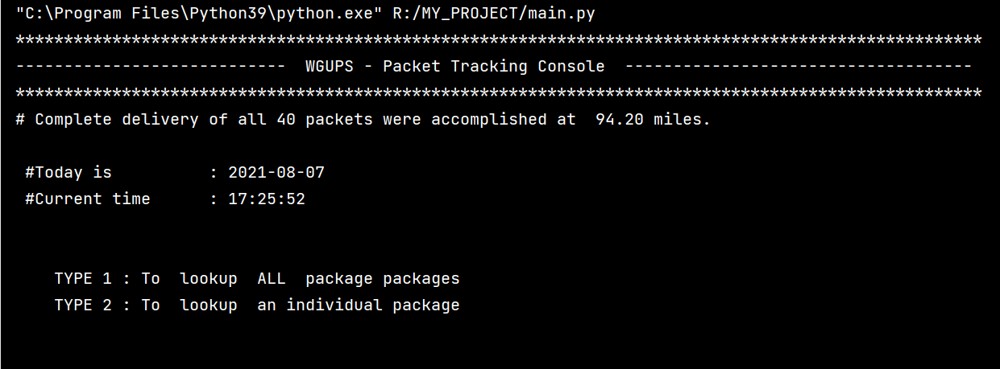 "C:\Program Files\Python39\python.exe" R:/MY_PROJECT/main.py
****************************************************************************************************
----------------------------  WGUPS - Packet Tracking Console  ------------------------------------
****************************************************************************************************
# Complete delivery of all 40 packets were accomplished at  94.20 miles.
#Today is          : 2021-08-07
#Current time      : 17:25:52
TYPE 1 : To  lookup  ALL  package packages
TYPE 2 : To  lookup  an individual package